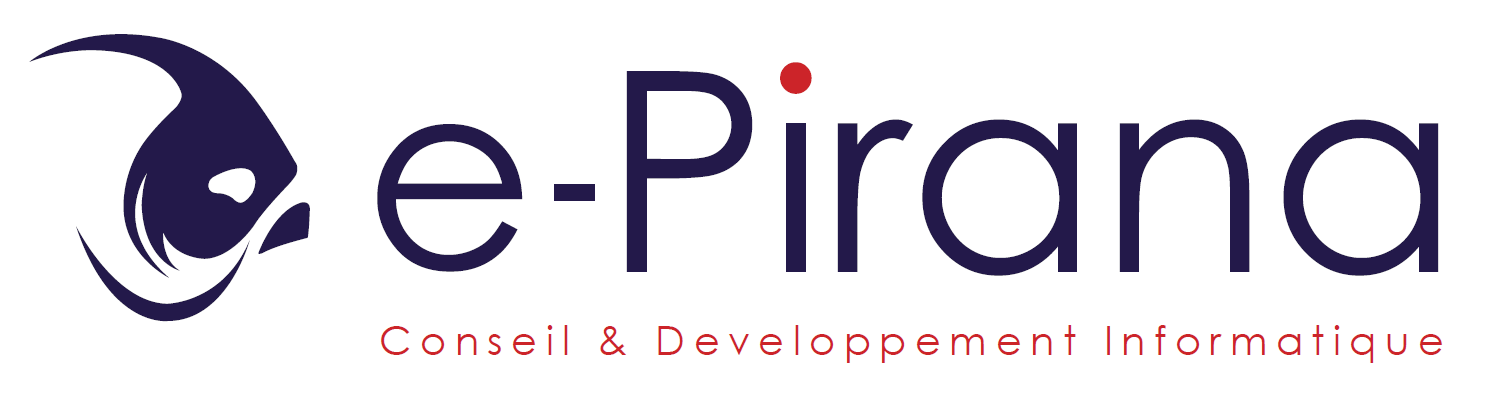 e-Pirana
Conseil & Developpement Informatique